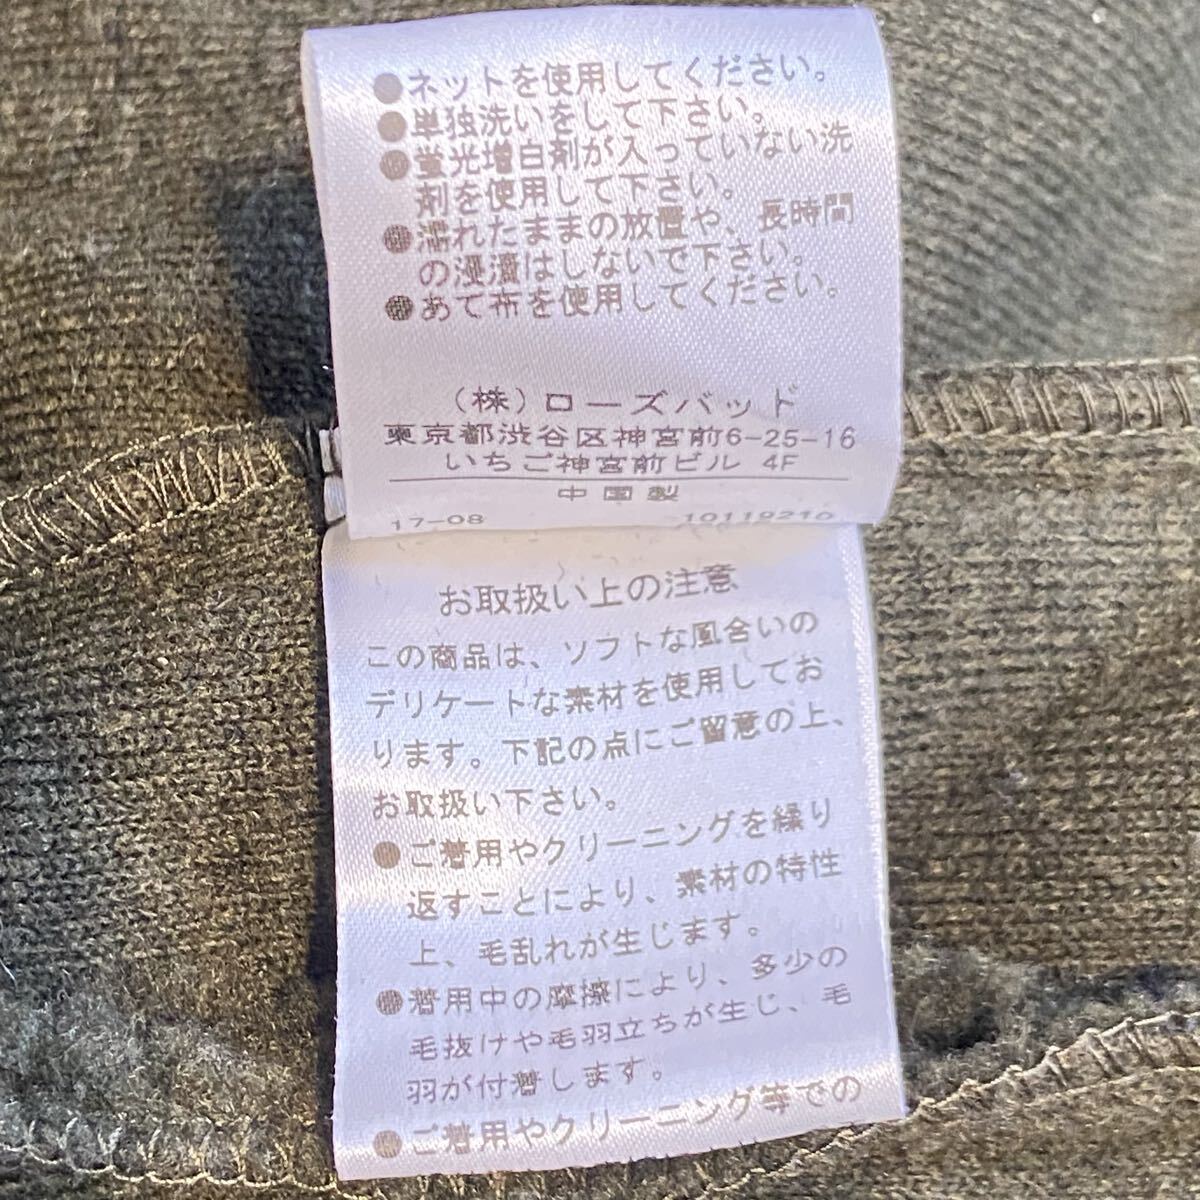 ●ネットを使用してください。
●単独洗いをして下さい。
●蛍光増白剤が入っていない洗
剤を使用して下さい。
●濡れたままの放置や、長時間
の浸漬はしないで下さい。
●あて布を使用してください。
（株）ローズバッド
東京都渋谷区神宮前6-25-16
いちご神宮前ビル 4F
中国製
17-08 10119210
お取扱い上の注意
この商品は、ソフトな風合いの
デリケートな素材を使用してお
ります。下記の点にご留意の上、
お取扱い下さい。
●ご着用やクリーニングを繰り
返すことにより、素材の特性
上、毛乱れが生じます。
●着用中の摩擦により、多少の
毛抜けや毛羽立ちが生じ、毛
羽が付着します。
●ご着用やクリーニング等での